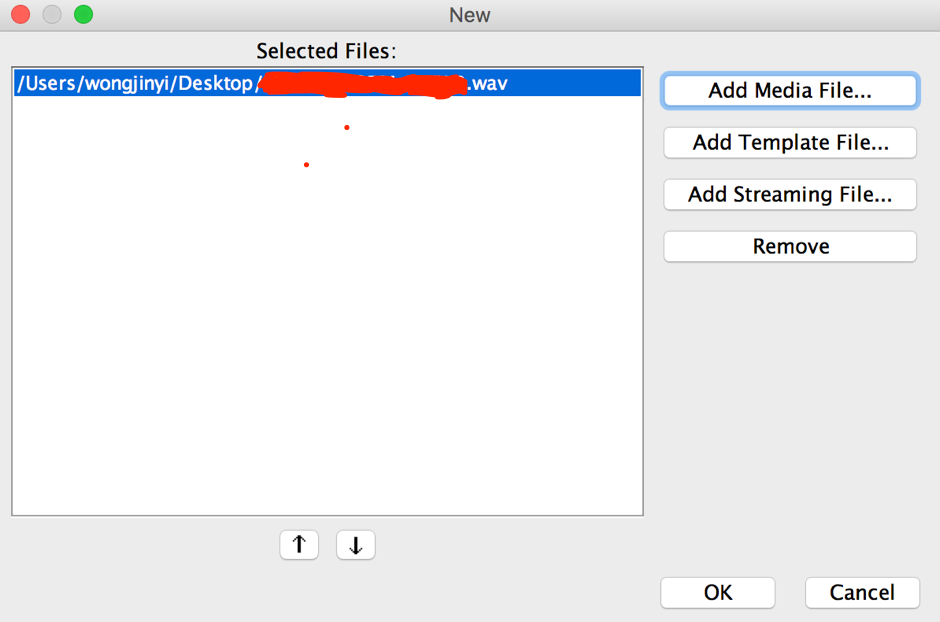 New
Selected Files:
/Users/wongjinyi/Desktop/ .wav
Add Media File...
Add Template File...
Add Streaming File...
Remove
↑ ↓
OK
Cancel